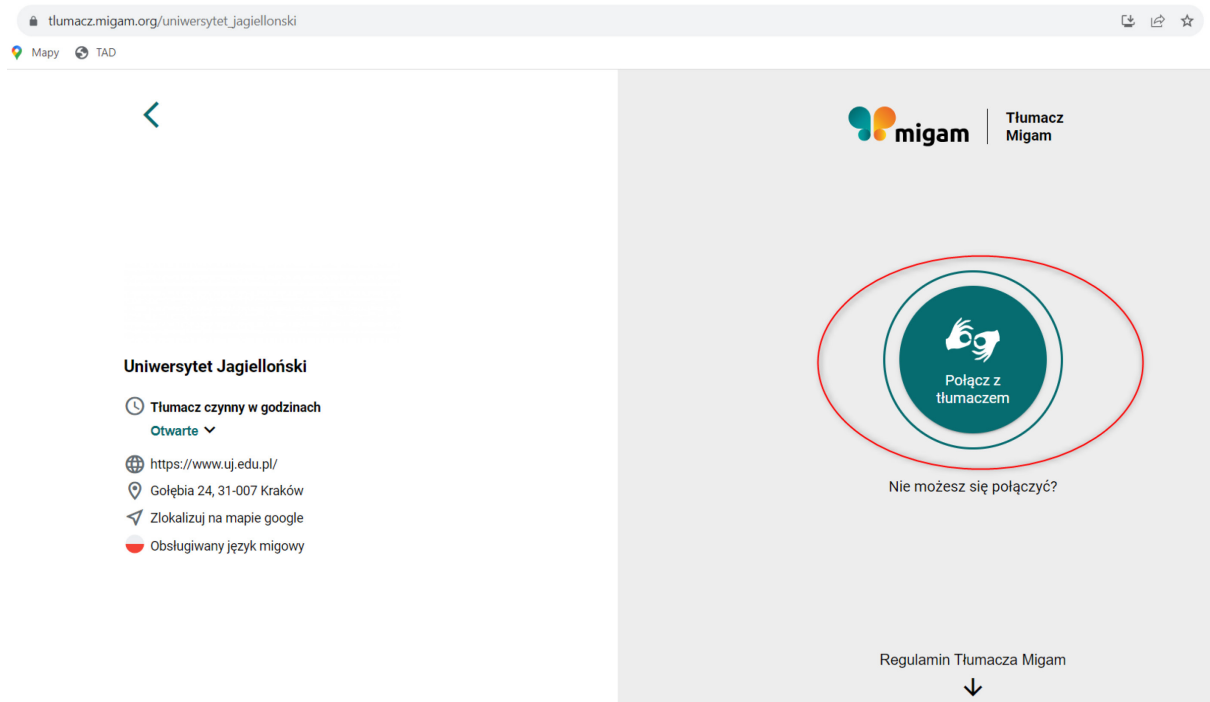 tlumacz.migam.org/uniwersytet_jagiellonski
Mapy TAD
migam
Tłumacz
Migam
Uniwersytet Jagielloński
Tłumacz czynny w godzinach
Otwarte
https://www.uj.edu.pl/
Gołębia 24, 31-007 Kraków
Zlokalizuj na mapie google
Obsługiwany język migowy
Połącz z
tłumaczem
Nie możesz się połączyć?
Regulamin Tłumacza Migam